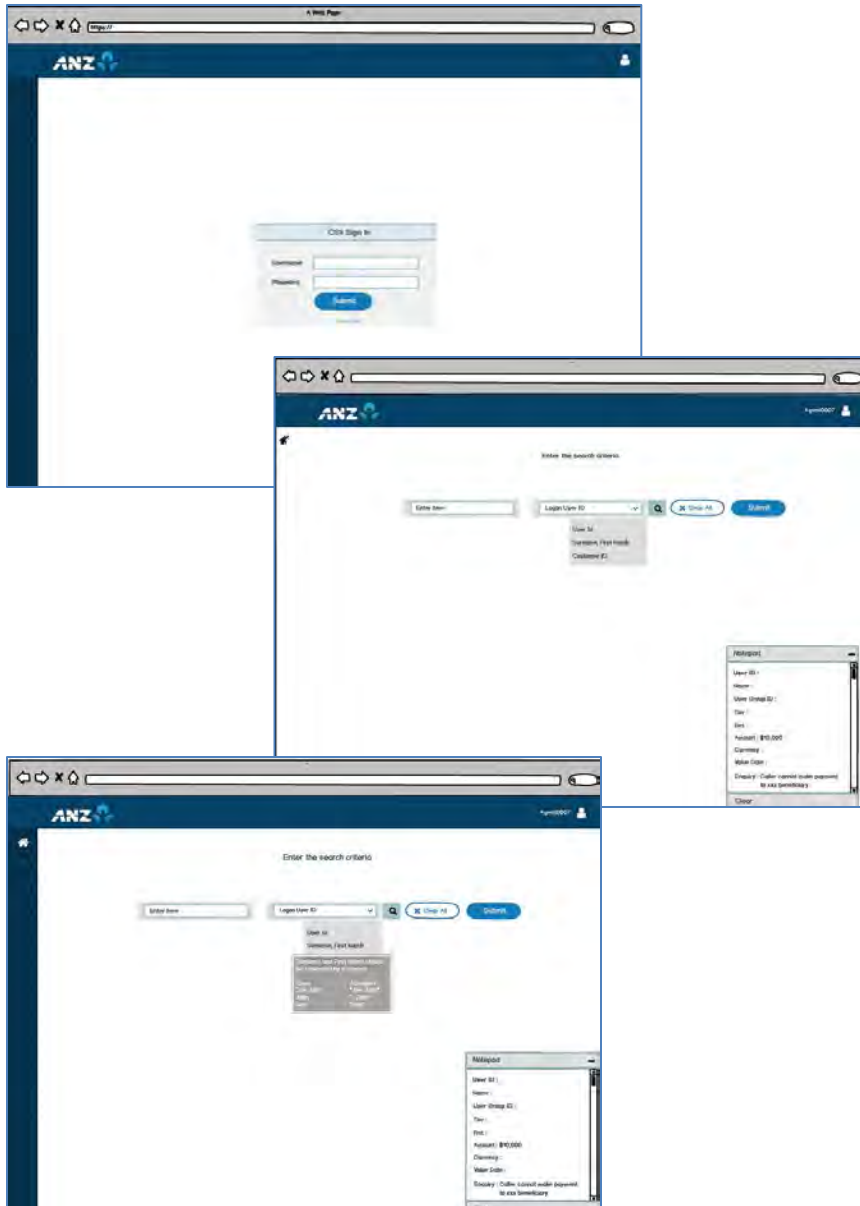 A Web Page
https://
ANZ
Sign In
Username
Password
Submit
ANZ
Enter the search criteria
Enter Item
Login User ID
Clear All
Submit
User Id
Surname, First Name
Customer ID
Notepad
User ID :
Name :
User Group ID :
Amount : $10,000
Currency :
Value Date :
Enquiry : Caller cannot make payment
to xxx beneficiary
Clear
ANZ
Enter the search criteria
Enter Item
Login User ID
Clear All
Submit
User Id
Surname, First Name
Notepad
User ID :
Name :
User Group ID :
Amount : $10,000
Currency :
Value Date :
Enquiry : Caller cannot make payment
to xxx beneficiary